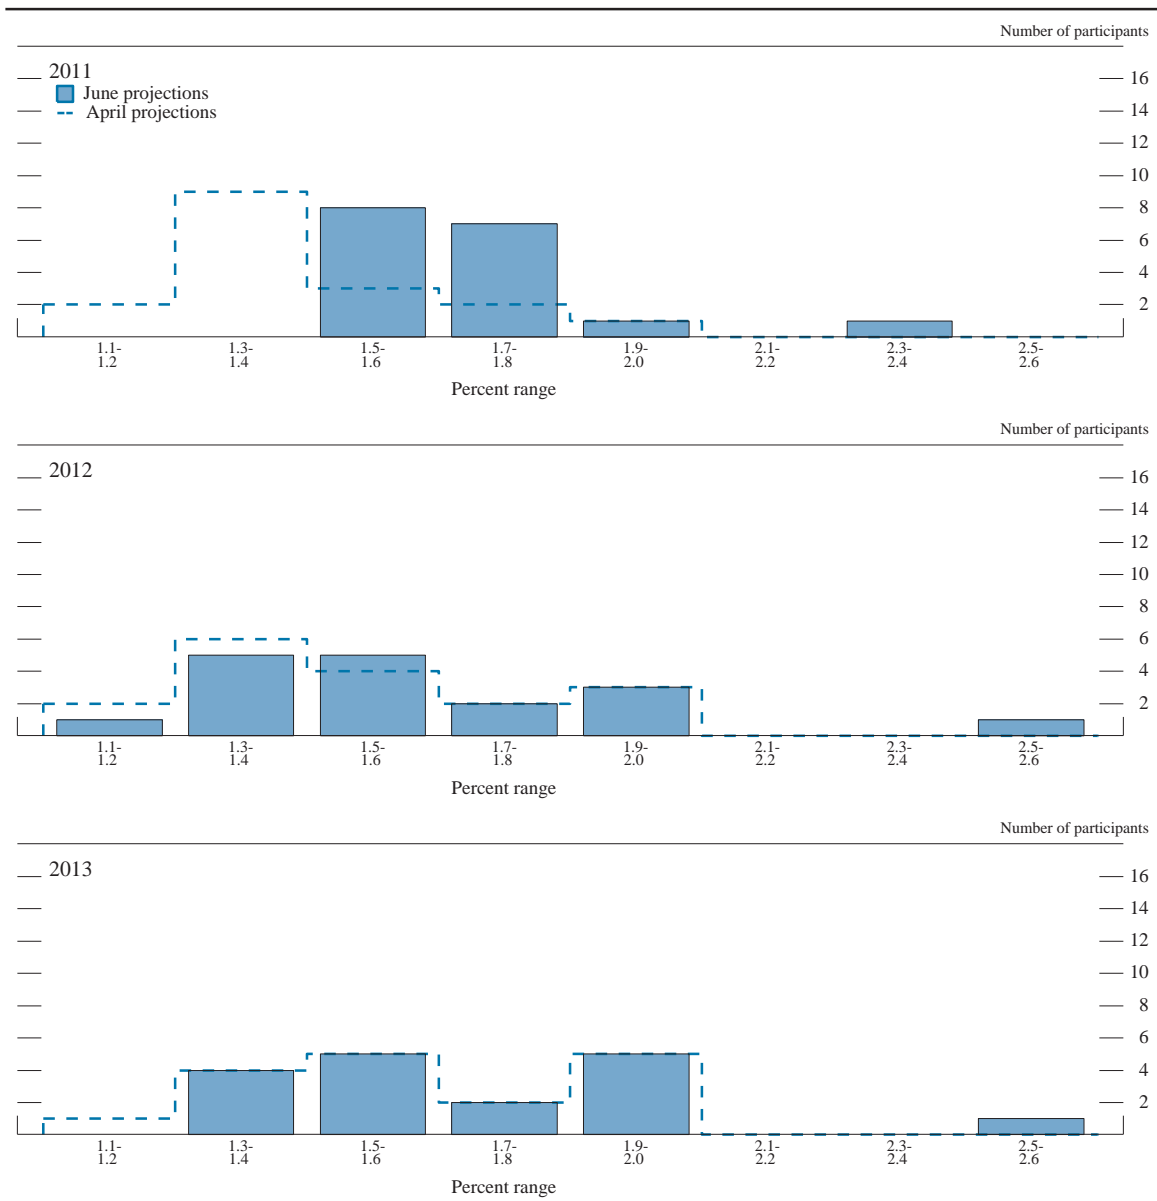 Number of participants
2011
June projections
April projections
16
14
12
10
8
6
4
2
1.1- 1.3- 1.5- 1.7- 1.9- 2.1- 2.3- 2.5-
1.2 1.4 1.6 1.8 2.0 2.2 2.4 2.6
Percent range
Number of participants
2012
16
14
12
10
8
6
4
2
1.1- 1.3- 1.5- 1.7- 1.9- 2.1- 2.3- 2.5-
1.2 1.4 1.6 1.8 2.0 2.2 2.4 2.6
Percent range
Number of participants
2013
16
14
12
10
8
6
4
2
1.1- 1.3- 1.5- 1.7- 1.9- 2.1- 2.3- 2.5-
1.2 1.4 1.6 1.8 2.0 2.2 2.4 2.6
Percent range